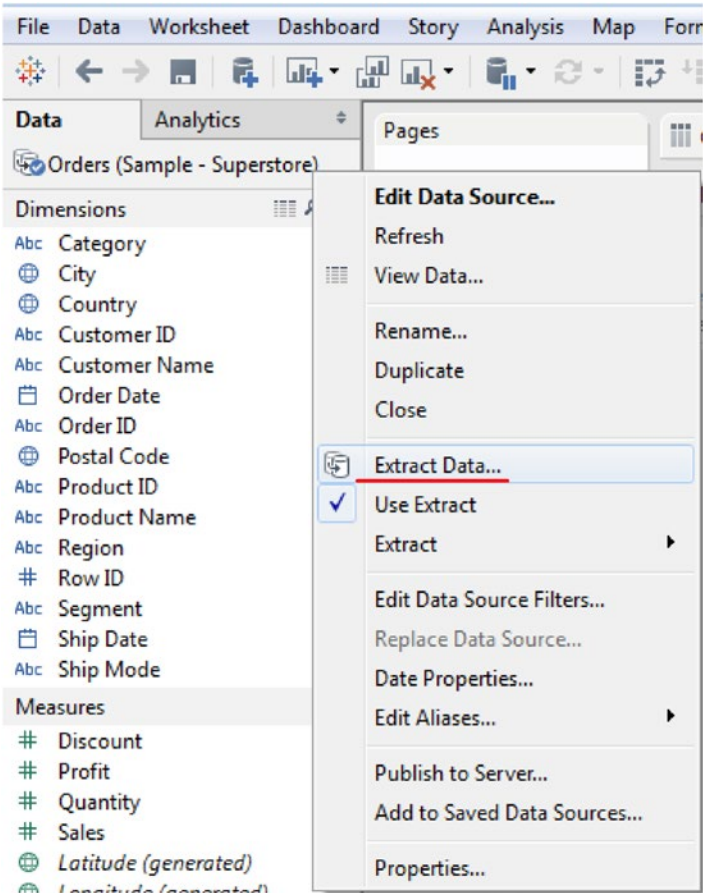 File Data Worksheet Dashboard Story Analysis Map
Data Analytics
Pages
Orders (Sample - Superstore)
Dimensions
Abc Category
City
Country
Abc Customer ID
Abc Customer Name
Order Date
Abc Order ID
Postal Code
Abc Product ID
Abc Product Name
Abc Region
# Row ID
Abc Segment
Ship Date
Abc Ship Mode
Measures
# Discount
# Profit
# Quantity
# Sales
Latitude (generated)
Longitude (generated)
Edit Data Source...
Refresh
View Data...
Rename...
Duplicate
Close
Extract Data...
Use Extract
Extract
Edit Data Source Filters...
Replace Data Source...
Date Properties...
Edit Aliases...
Publish to Server...
Add to Saved Data Sources...
Properties...